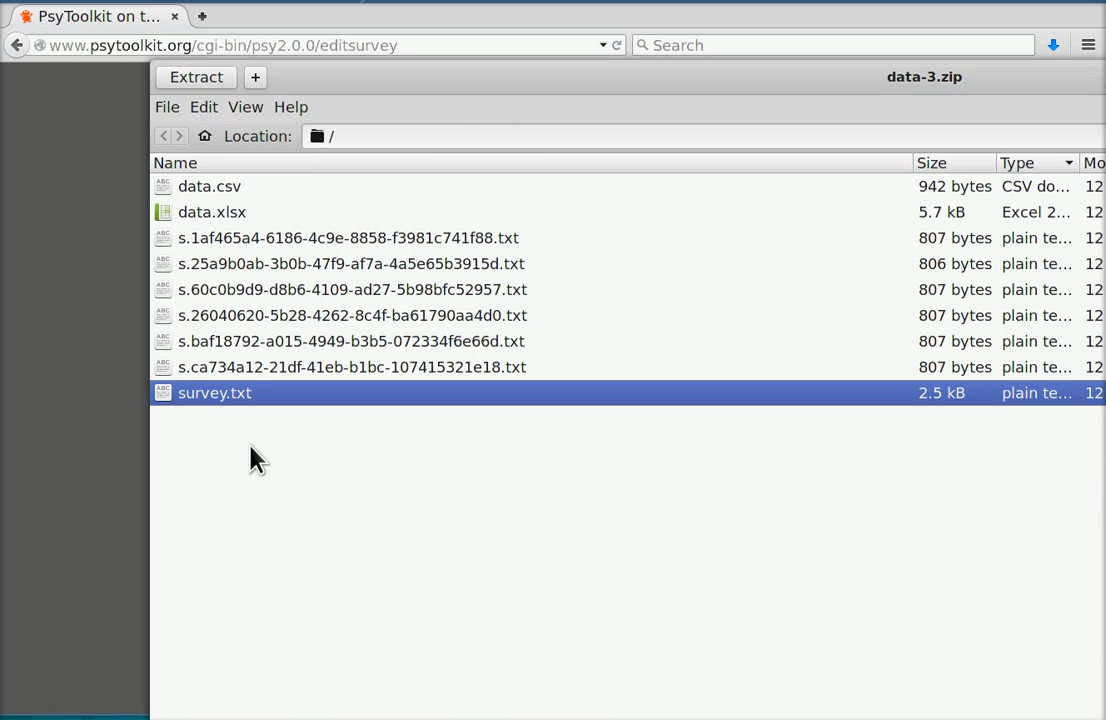 PsyToolkit on t...
www.psytoolkit.org/cgi-bin/psy2.0.0/editsurvey Search
Extract + data-3.zip
File Edit View Help
Location: /
Name Size Type Mo
data.csv 942 bytes CSV do... 12
data.xlsx 5.7 kB Excel 2... 12
s.1af465a4-6186-4c9e-8858-f3981c741f88.txt 807 bytes plain te... 12
s.25a9b0ab-3b0b-47f9-af7a-4a5e65b3915d.txt 806 bytes plain te... 12
s.60c0b9d9-d8b6-4109-ad27-5b98bfc52957.txt 807 bytes plain te... 12
s.26040620-5b28-4262-8c4f-ba61790aa4d0.txt 807 bytes plain te... 12
s.baf18792-a015-4949-b3b5-072334f6e66d.txt 807 bytes plain te... 12
s.ca734a12-21df-41eb-b1bc-107415321e18.txt 807 bytes plain te... 12
survey.txt 2.5 kB plain te... 12